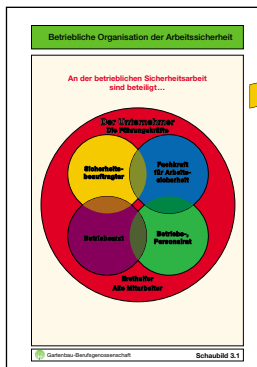 Betriebliche Organisation der Arbeitssicherheit
An der betrieblichen Sicherheitsarbeit
sind beteiligt…
Der Unternehmer
Die Führungskräfte
Sicherheits-
beauftragter
Fachkraft
für Arbeits-
sicherheit
Betriebsarzt
Betriebs-,
Personalrat
Ersthelfer
Alle Mitarbeiter
Gartenbau-Berufsgenossenschaft
Schaubild 3.1